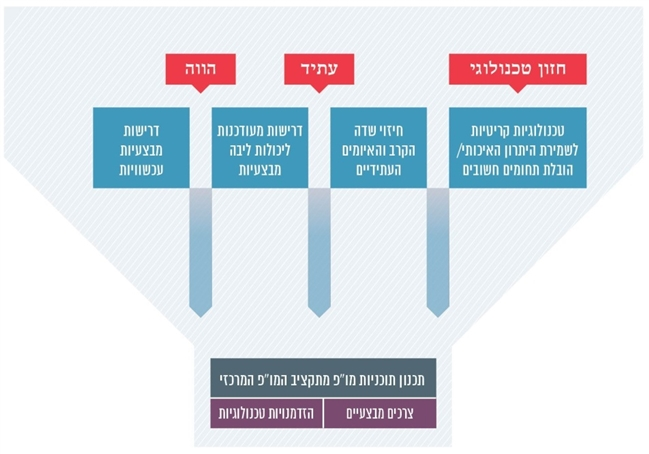 חזון טכנולוגי
עתיד
הווה
טכנולוגיות קריטיות
לשמירת היתרון האיכותי/
הובלת תחומים חשובים
חיזוי שדה
הקרב והאיומים
העתידיים
דרישות מעודכנות
ליכולות ליבה
מבצעיות
דרישות
מבצעיות
עכשוויות
תכנון תוכניות מו"פ מתקציב המו"פ המרכזי
צרכים מבצעיים
הזדמנויות טכנולוגיות